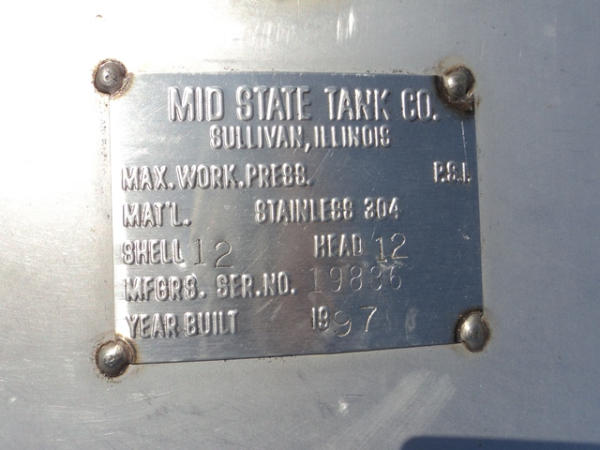 MID STATE TANK CO.
SULLIVAN, ILLINOIS
MAX. WORK. PRESS. P.S.I.
MAT'L. STAINLESS 304
SHELL 12 HEAD 12
MFGRS. SER. NO. 19836
YEAR BUILT 1997